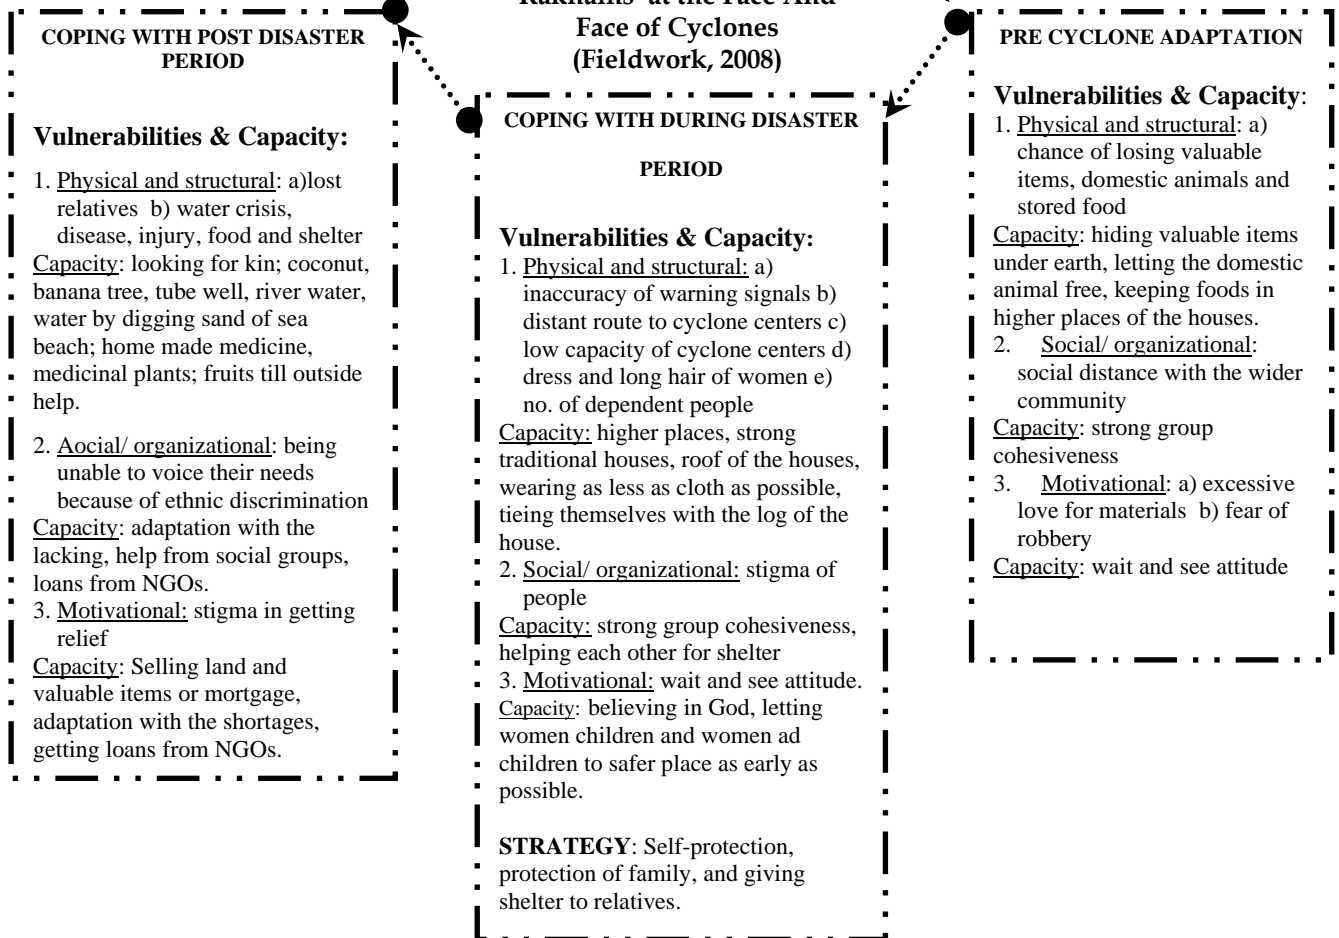 Rakhains' at the Face And
Face of Cyclones
(Fieldwork, 2008)
COPING WITH POST DISASTER
PERIOD
Vulnerabilities & Capacity:
1. Physical and structural: a)lost
relatives b) water crisis,
disease, injury, food and shelter
Capacity: looking for kin; coconut,
banana tree, tube well, river water,
water by digging sand of sea
beach; home made medicine,
medicinal plants; fruits till outside
help.
2. Aocial/ organizational: being
unable to voice their needs
because of ethnic discrimination
Capacity: adaptation with the
lacking, help from social groups,
loans from NGOs.
3. Motivational: stigma in getting
relief
Capacity: Selling land and
valuable items or mortgage,
adaptation with the shortages,
getting loans from NGOs.
COPING WITH DURING DISASTER
PERIOD
Vulnerabilities & Capacity:
1. Physical and structural: a)
inaccuracy of warning signals b)
distant route to cyclone centers c)
low capacity of cyclone centers d)
dress and long hair of women e)
no. of dependent people
Capacity: higher places, strong
traditional houses, roof of the houses,
wearing as less as cloth as possible,
tieing themselves with the log of the
house.
2. Social/ organizational: stigma of
people
Capacity: strong group cohesiveness,
helping each other for shelter
3. Motivational: wait and see attitude.
Capacity: believing in God, letting
women children and women ad
children to safer place as early as
possible.
STRATEGY: Self-protection,
protection of family, and giving
shelter to relatives.
PRE CYCLONE ADAPTATION
Vulnerabilities & Capacity:
1. Physical and structural: a)
chance of losing valuable
items, domestic animals and
stored food
Capacity: hiding valuable items
under earth, letting the domestic
animal free, keeping foods in
higher places of the houses.
2. Social/ organizational:
social distance with the wider
community
Capacity: strong group
cohesiveness
3. Motivational: a) excessive
love for materials b) fear of
robbery
Capacity: wait and see attitude